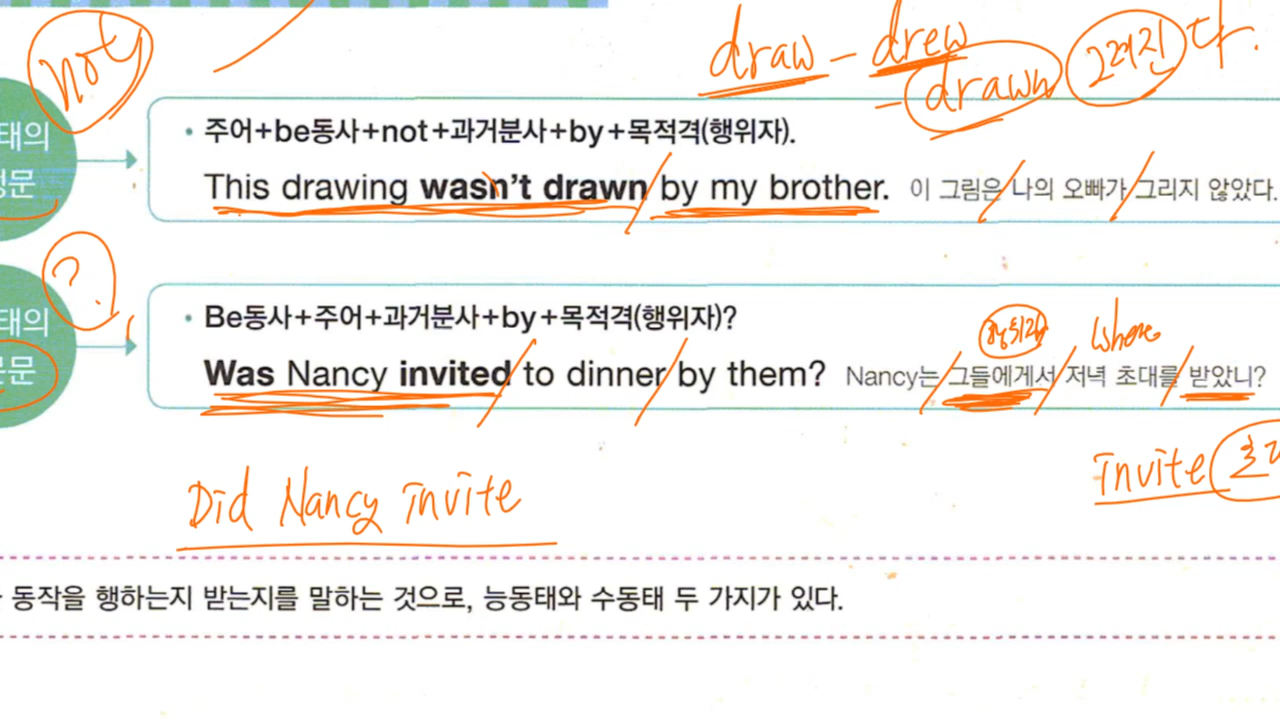 not
draw - drew
- drawn 그려진 다.
태의
• 주어+be동사+not+과거분사+by+목적격(행위자).
This drawing wasn't drawn by my brother. 이 그림은 나의 오빠가 그리지 않았다.
?
태의
• Be동사+주어+과거분사+by+목적격(행위자)?
행위자
Was Nancy invited to dinner by them? Nancy는 그들에게서 저녁 초대를 받았니?
invite
Did Nancy invite
동작을 행하는지 받는지를 말하는 것으로, 능동태와 수동태 두 가지가 있다.